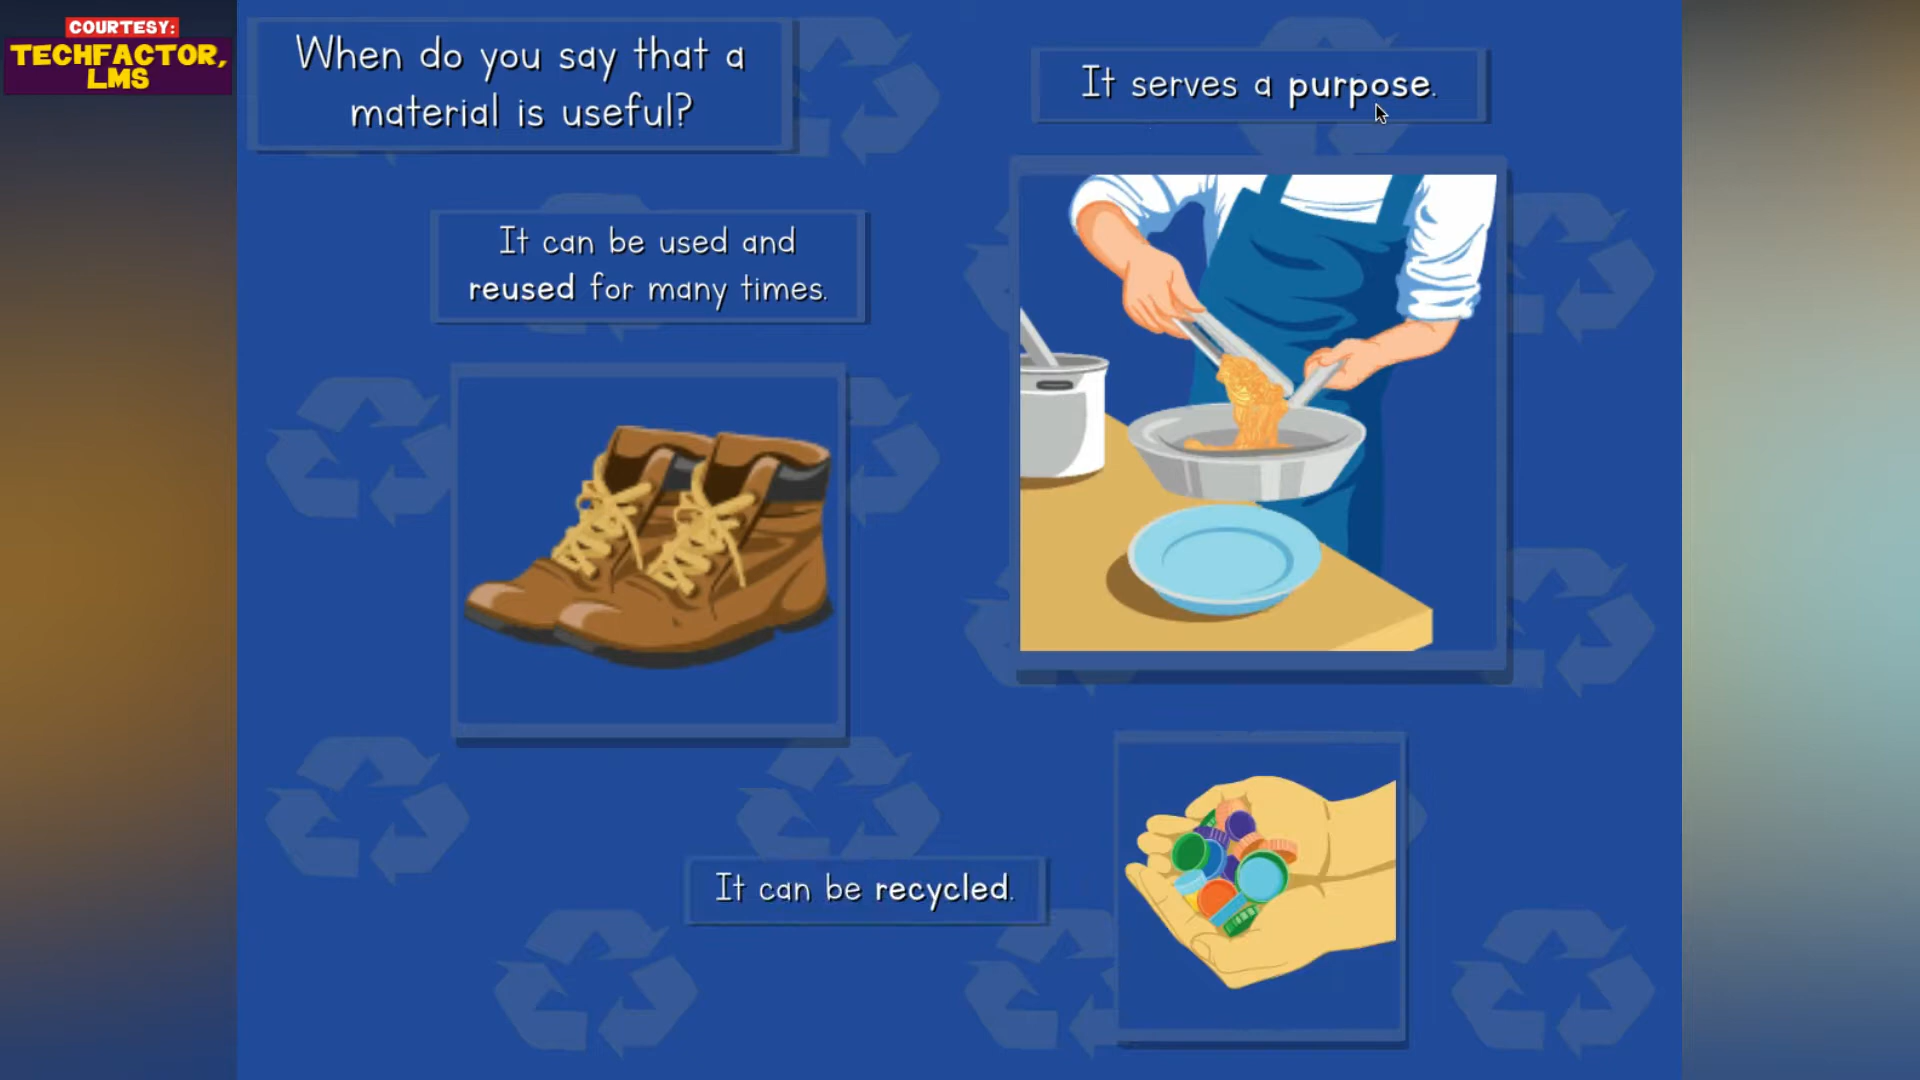 COURTESY:
TECHFACTOR,
LMS
When do you say that a
material is useful?
It serves a purpose.
It can be used and
reused for many times.
It can be recycled.